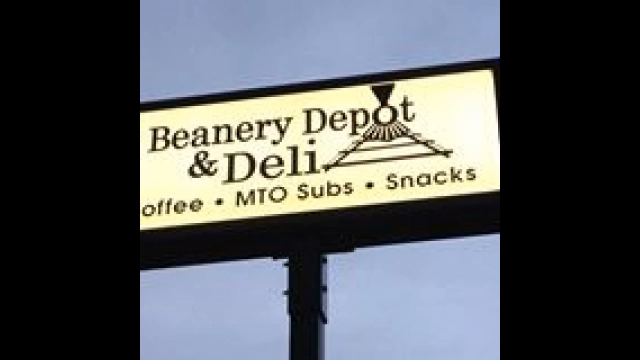 Beanery Depot
& Deli
offee • MTO Subs • Snacks